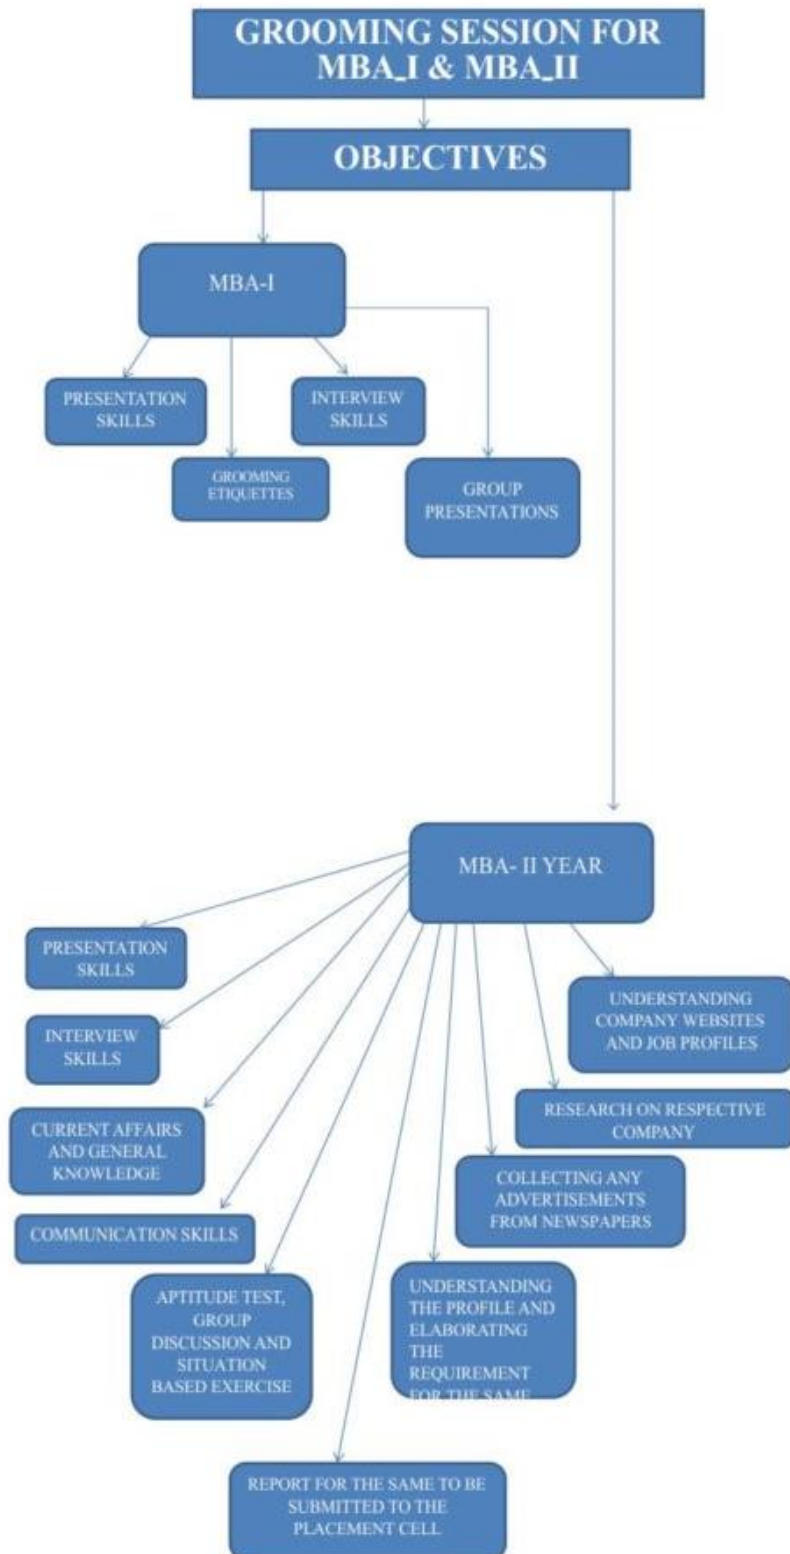 GROOMING SESSION FOR
MBA_I & MBA_II
OBJECTIVES
MBA-I
PRESENTATION
SKILLS
INTERVIEW
SKILLS
GROOMING
ETIQUETTES
GROUP
PRESENTATIONS
MBA- II YEAR
PRESENTATION
SKILLS
UNDERSTANDING
COMPANY WEBSITES
AND JOB PROFILES
INTERVIEW
SKILLS
RESEARCH ON RESPECTIVE
COMPANY
CURRENT AFFAIRS
AND GENERAL
KNOWLEDGE
COLLECTING ANY
ADVERTISEMENTS
FROM NEWSPAPERS
COMMUNICATION SKILLS
APTITUDE TEST,
GROUP
DISCUSSION AND
SITUATION
BASED EXERCISE
UNDERSTANDING
THE PROFILE AND
ELABORATING
THE
REQUIREMENT
FOR THE SAME
REPORT FOR THE SAME TO BE
SUBMITTED TO THE
PLACEMENT CELL